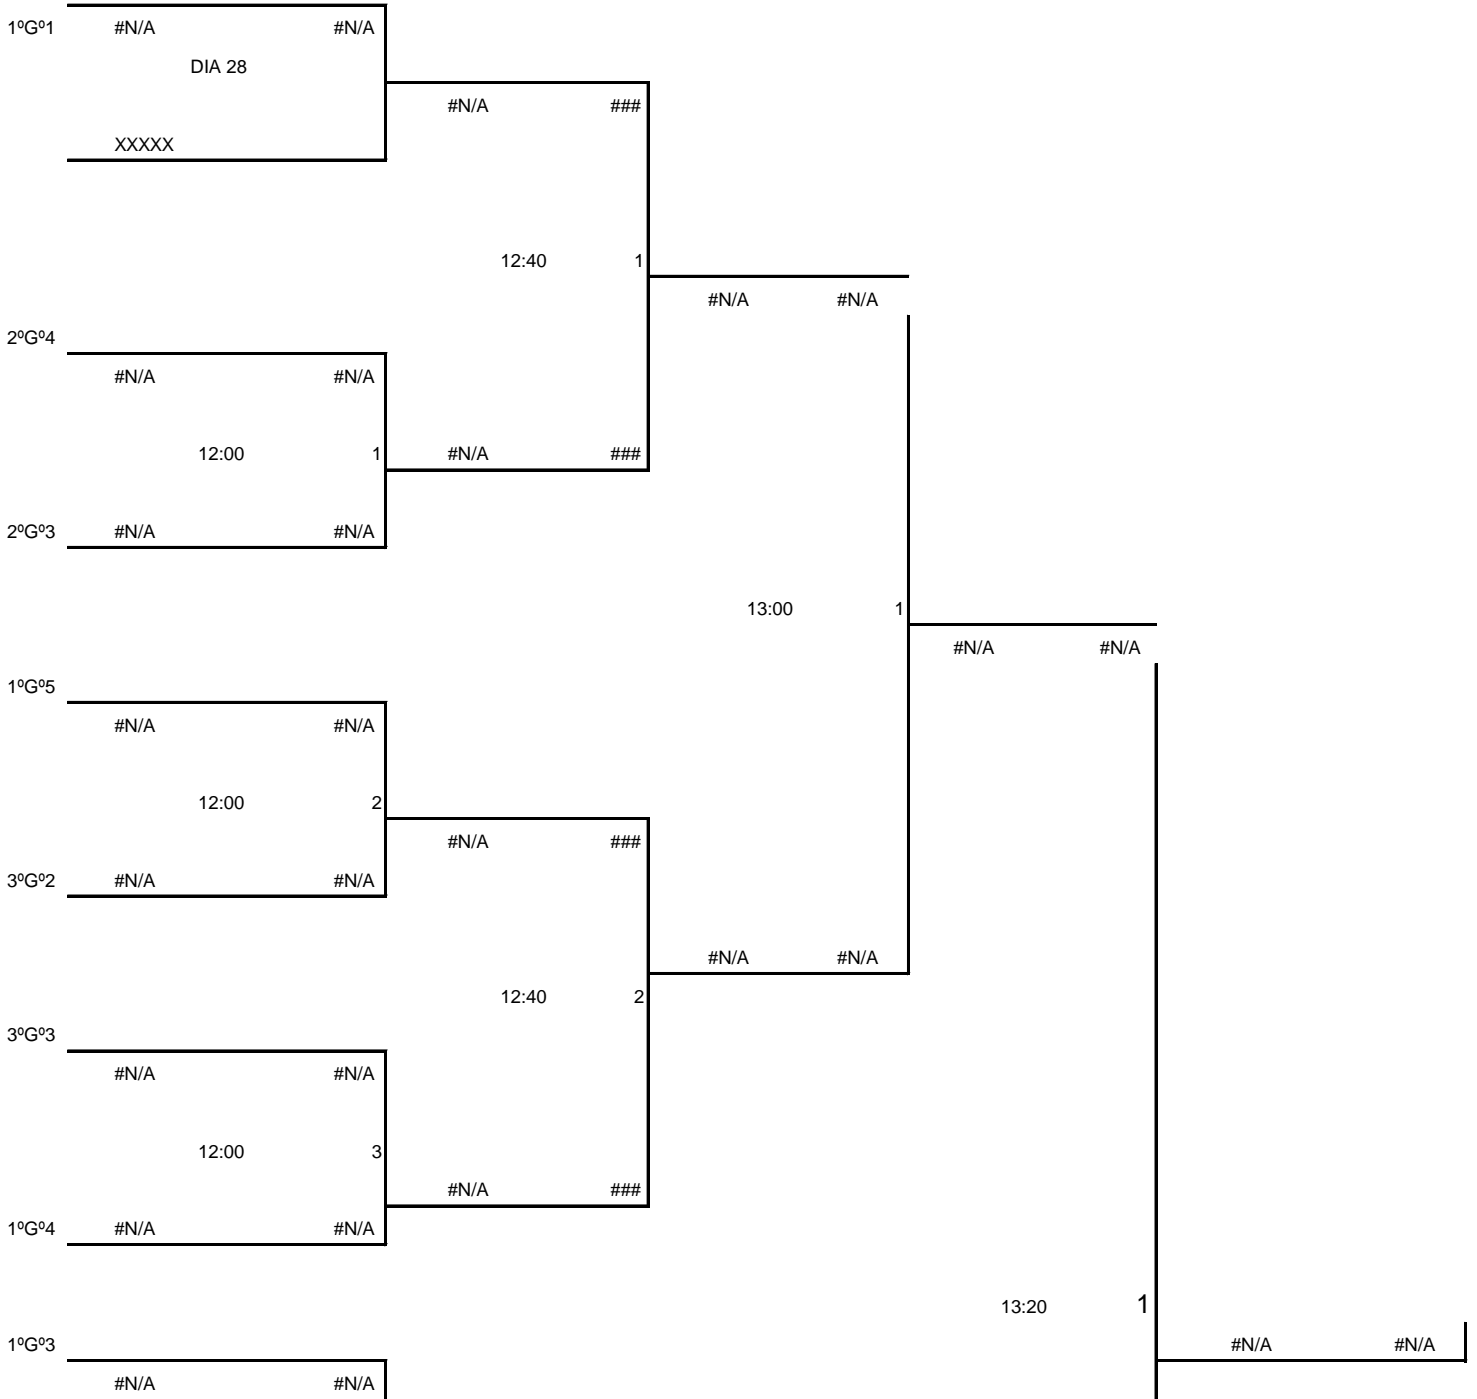 1ºGº1 #N/A #N/A
DIA 28
#N/A ###
XXXXX
12:40 1
#N/A #N/A
2ºGº4
#N/A #N/A
12:00 1 #N/A ###
2ºGº3 #N/A #N/A
13:00 1
#N/A #N/A
1ºGº5
#N/A #N/A
12:00 2
#N/A ###
3ºGº2 #N/A #N/A
#N/A #N/A
12:40 2
3ºGº3
#N/A #N/A
12:00 3
#N/A ###
1ºGº4 #N/A #N/A
13:20 1
1ºGº3 #N/A #N/A
#N/A #N/A